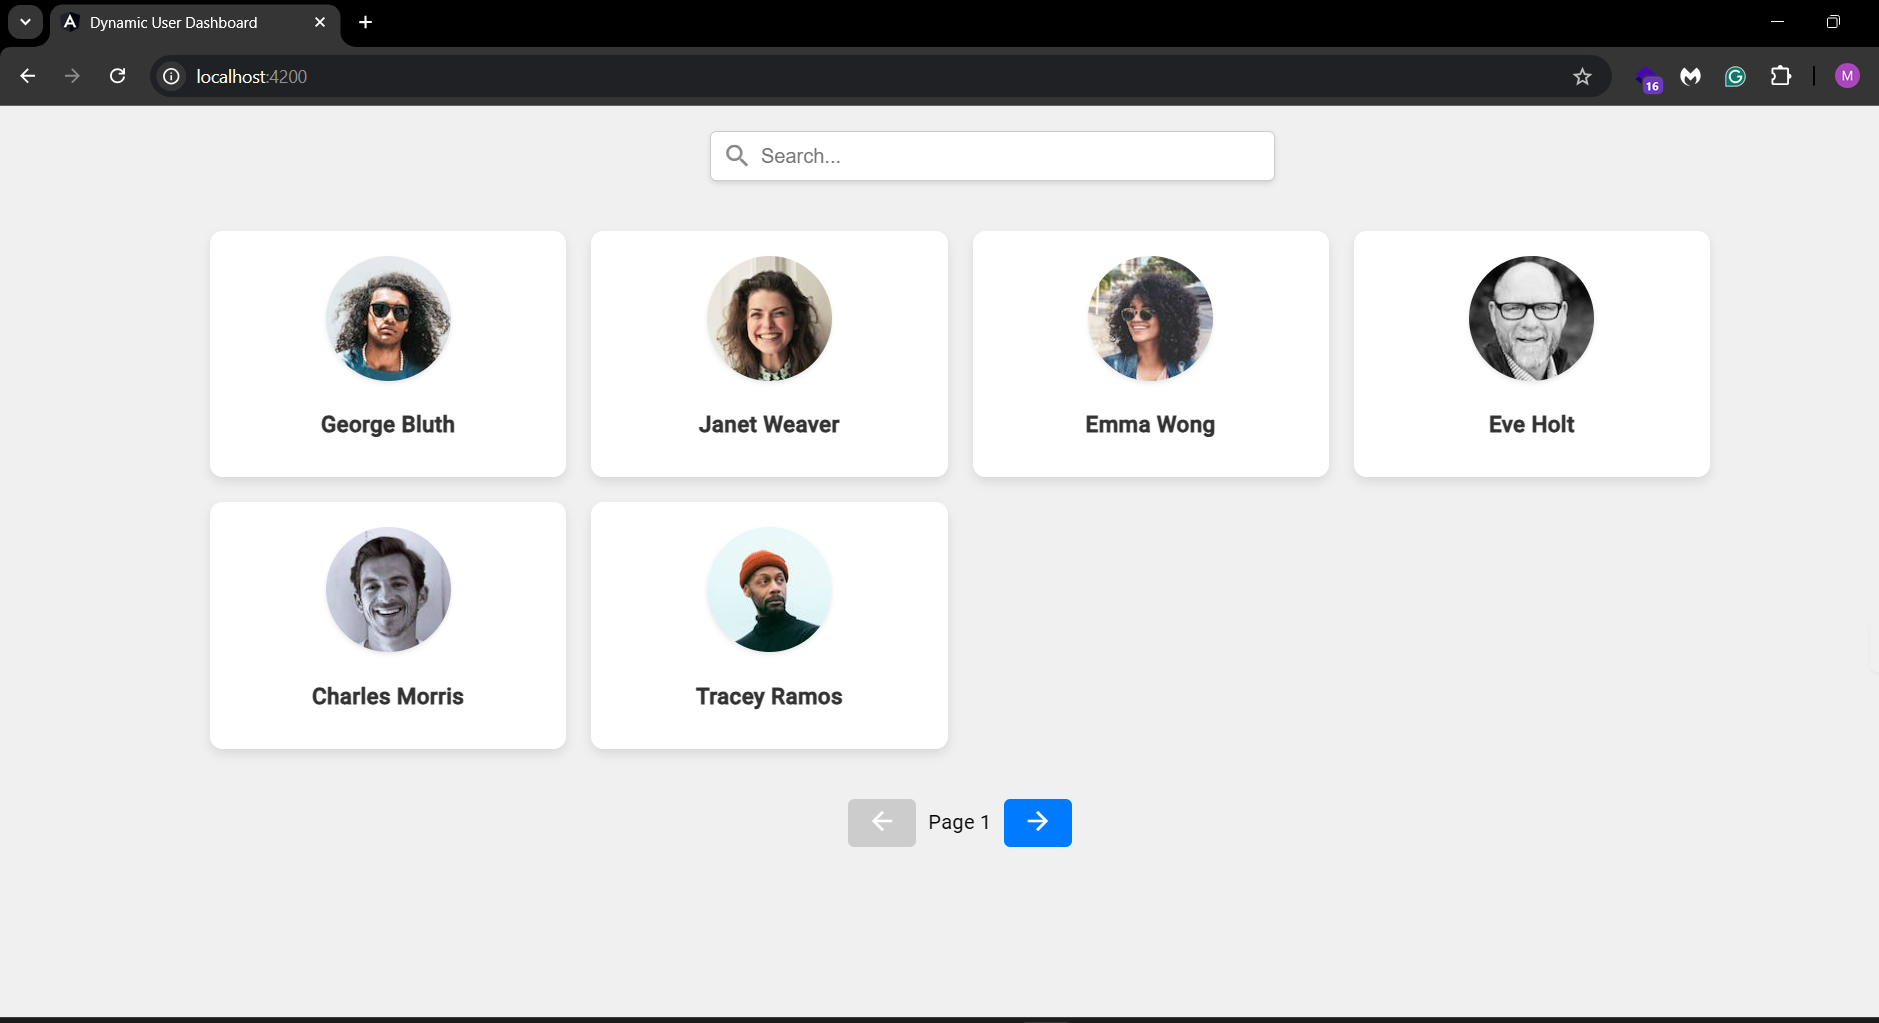 Dynamic User Dashboard
localhost:4200
16
M
Search...
George Bluth
Janet Weaver
Emma Wong
Eve Holt
Charles Morris
Tracey Ramos
Page 1